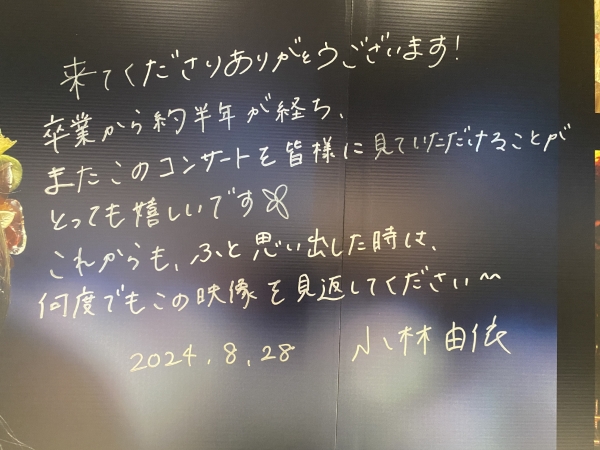 来てくださりありがとうございます!
卒業から約半年が経ち、
またこのコンサートを皆様に見ていただけることが
とっても嬉しいです
これからも、ふと思い出した時は、
何度でもこの映像を見返してください〜
2024.8.28 小林由依